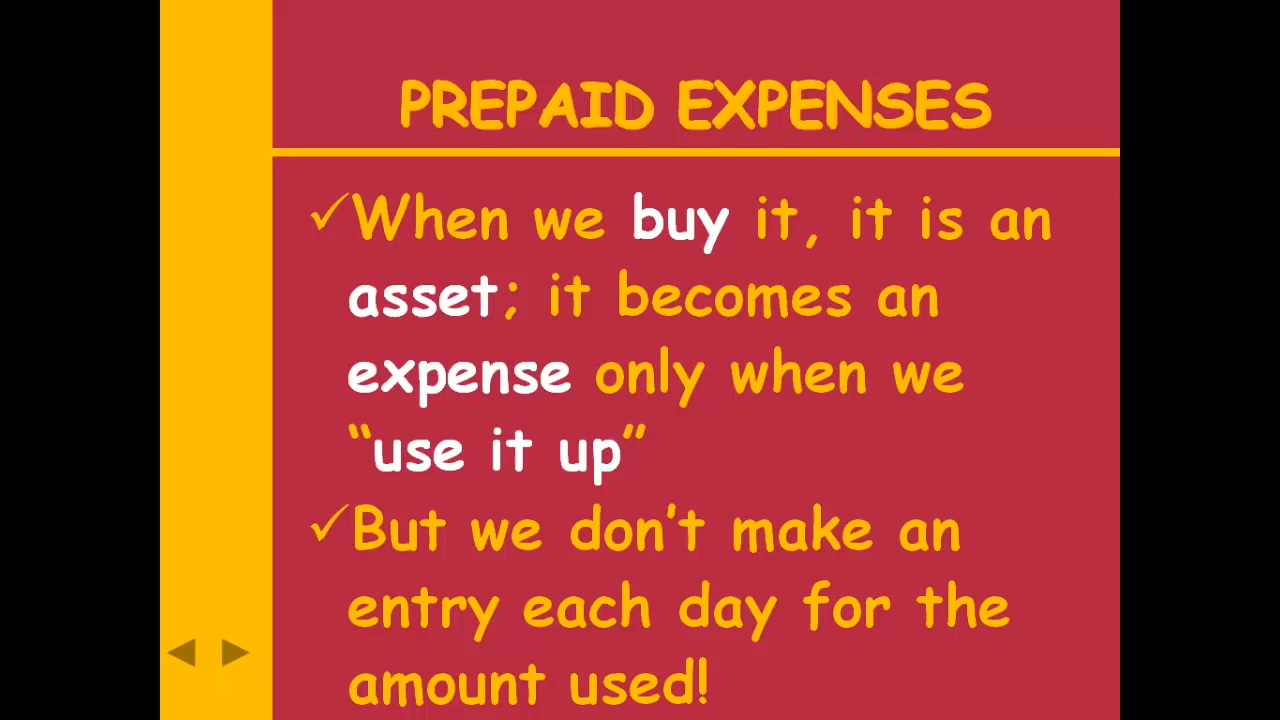 PREPAID EXPENSES
✓When we buy it, it is an
asset; it becomes an
expense only when we
“use it up”
✓But we don’t make an
entry each day for the
amount used!